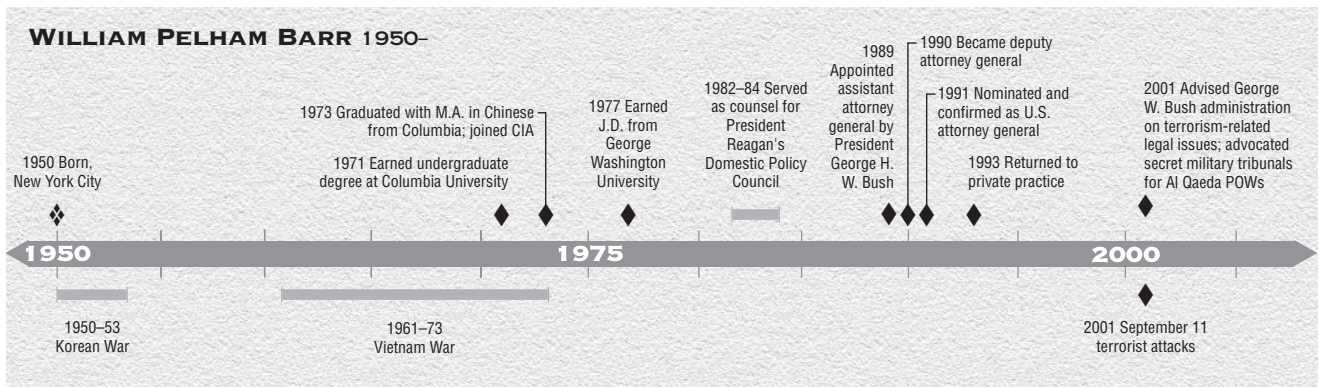 WILLIAM PELHAM BARR 1950–
1950 Born,
New York City
1971 Earned undergraduate
degree at Columbia University
1973 Graduated with M.A. in Chinese
from Columbia; joined CIA
1977 Earned
J.D. from
George
Washington
University
1982–84 Served
as counsel for
President
Reagan's
Domestic Policy
Council
1989
Appointed
assistant
attorney
general by
President
George H.
W. Bush
1990 Became deputy
attorney general
1991 Nominated and
confirmed as U.S.
attorney general
1993 Returned to
private practice
2001 Advised George
W. Bush administration
on terrorism-related
legal issues; advocated
secret military tribunals
for Al Qaeda POWs
1950
1975
2000
1950–53
Korean War
1961–73
Vietnam War
2001 September 11
terrorist attacks